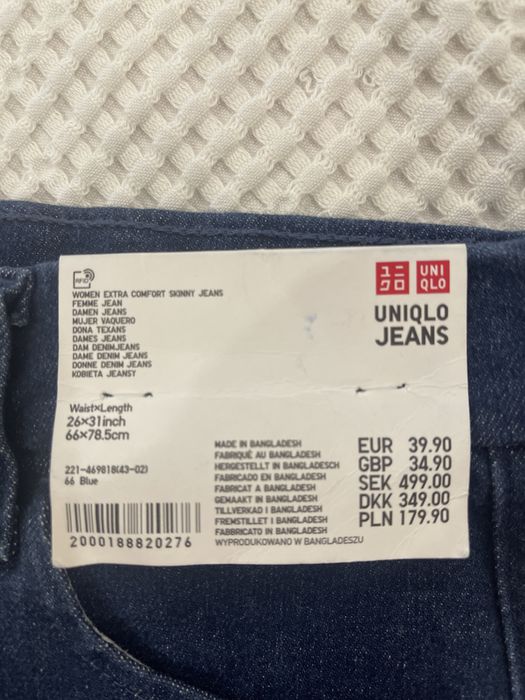 RFID
WOMEN EXTRA COMFORT SKINNY JEANS
FEMME JEAN
DAMEN JEANS
MUJER VAQUERO
DONA TEXANS
DAMES JEANS
DAM DENIMJEANS
DAME DENIM JEANS
DONNE DENIM JEANS
KOBIETA JEANSY
ユニ
クロ
UNI
QLO
UNIQLO
JEANS
Waist×Length
26×31inch
66×78.5cm
221-469818(43-02)
66 Blue
2000188820276
MADE IN BANGLADESH
FABRIQUÉ AU BANGLADESH
HERGESTELLT IN BANGLADESCH
FABRICADO EN BANGLADESH
FABRICAT A BANGLADESH
GEMAAKT IN BANGLADESH
TILLVERKAD I BANGLADESH
FREMSTILLET I BANGLADESH
FABBRICATO IN BANGLADESH
WYPRODUKOWANO W BANGLADESZU
EUR 39.90
GBP 34.90
SEK 499.00
DKK 349.00
PLN 179.90